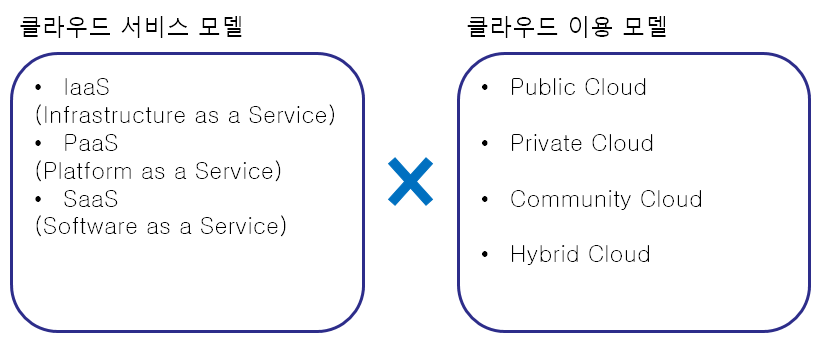 클라우드 서비스 모델
• IaaS
(Infrastructure as a Service)
• PaaS
(Platform as a Service)
• SaaS
(Software as a Service)
클라우드 이용 모델
• Public Cloud
• Private Cloud
• Community Cloud
• Hybrid Cloud